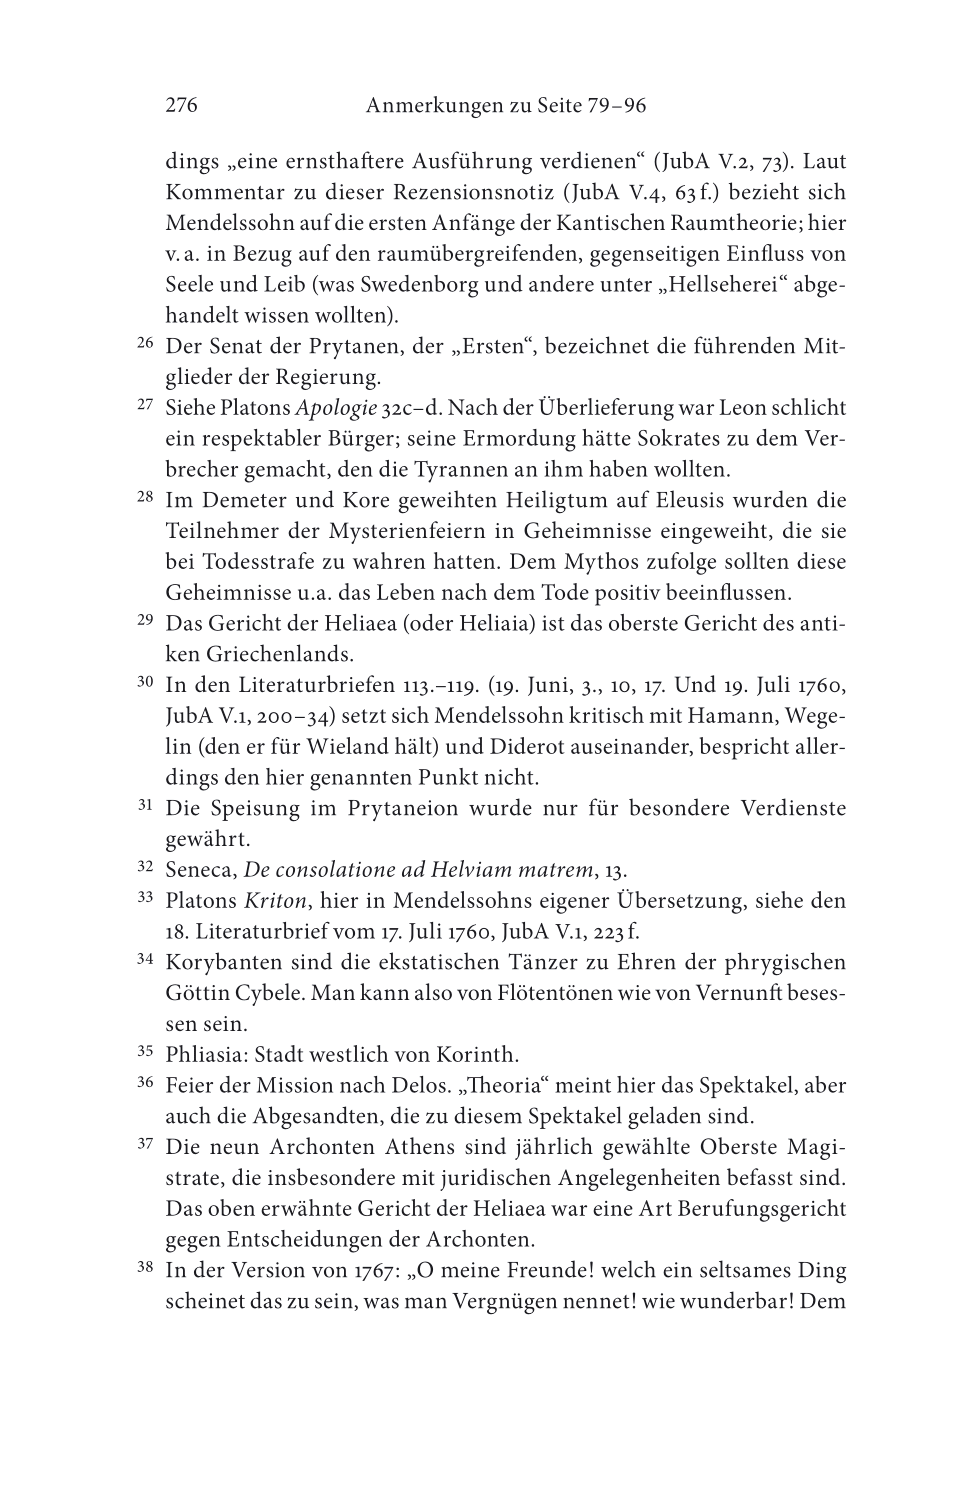 276 Anmerkungen zu Seite 79–96
dings „eine ernsthaftere Ausführung verdienen“ (JubA V.2, 73). Laut
Kommentar zu dieser Rezensionsnotiz (JubA V.4, 63 f.) bezieht sich
Mendelssohn auf die ersten Anfänge der Kantischen Raumtheorie; hier
v. a. in Bezug auf den raumübergreifenden, gegenseitigen Einfluss von
Seele und Leib (was Swedenborg und andere unter „Hellseherei“ abge-
handelt wissen wollten).
26 Der Senat der Prytanen, der „Ersten“, bezeichnet die führenden Mit-
glieder der Regierung.
27 Siehe Platons Apologie 32c–d. Nach der Überlieferung war Leon schlicht
ein respektabler Bürger; seine Ermordung hätte Sokrates zu dem Ver-
brecher gemacht, den die Tyrannen an ihm haben wollten.
28 Im Demeter und Kore geweihten Heiligtum auf Eleusis wurden die
Teilnehmer der Mysterienfeiern in Geheimnisse eingeweiht, die sie
bei Todesstrafe zu wahren hatten. Dem Mythos zufolge sollten diese
Geheimnisse u.a. das Leben nach dem Tode positiv beeinflussen.
29 Das Gericht der Heliaea (oder Heliaia) ist das oberste Gericht des anti-
ken Griechenlands.
30 In den Literaturbriefen 113.–119. (19. Juni, 3., 10, 17. Und 19. Juli 1760,
JubA V.1, 200–34) setzt sich Mendelssohn kritisch mit Hamann, Wege-
lin (den er für Wieland hält) und Diderot auseinander, bespricht aller-
dings den hier genannten Punkt nicht.
31 Die Speisung im Prytaneion wurde nur für besondere Verdienste
gewährt.
32 Seneca, De consolatione ad Helviam matrem, 13.
33 Platons Kriton, hier in Mendelssohns eigener Übersetzung, siehe den
18. Literaturbrief vom 17. Juli 1760, JubA V.1, 223 f.
34 Korybanten sind die ekstatischen Tänzer zu Ehren der phrygischen
Göttin Cybele. Man kann also von Flötentönen wie von Vernunft beses-
sen sein.
35 Phliasia: Stadt westlich von Korinth.
36 Feier der Mission nach Delos. „Theoria“ meint hier das Spektakel, aber
auch die Abgesandten, die zu diesem Spektakel geladen sind.
37 Die neun Archonten Athens sind jährlich gewählte Oberste Magi-
strate, die insbesondere mit juridischen Angelegenheiten befasst sind.
Das oben erwähnte Gericht der Heliaea war eine Art Berufungsgericht
gegen Entscheidungen der Archonten.
38 In der Version von 1767: „O meine Freunde! welch ein seltsames Ding
scheinet das zu sein, was man Vergnügen nennet! wie wunderbar! Dem